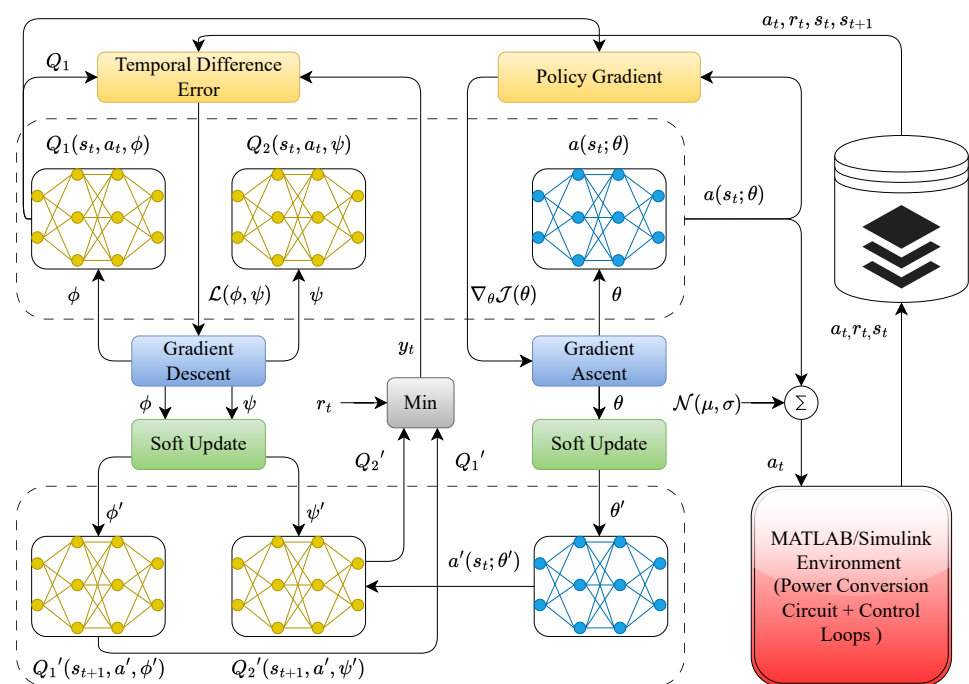 a_t, r_t, s_t, s_{t+1}
Q_1
Temporal Difference
Error
Policy Gradient
Q_1(s_t, a_t, ϕ)
Q_2(s_t, a_t, ψ)
a(s_t; θ)
a(s_t; θ)
ϕ
ℒ(ϕ, ψ)
ψ
∇_θ𝒥(θ)
θ
a_t, r_t, s_t
Gradient
Descent
y_t
Gradient
Ascent
ϕ
ψ
r_t
Min
θ
𝒩(μ, σ)
Σ
Soft Update
Q_2'
Q_1'
Soft Update
a_t
ϕ'
ψ'
θ'
MATLAB/Simulink
Environment
(Power Conversion
Circuit + Control
Loops )
a'(s_t; θ')
Q_1'(s_{t+1}, a', ϕ')
Q_2'(s_{t+1}, a', ψ')